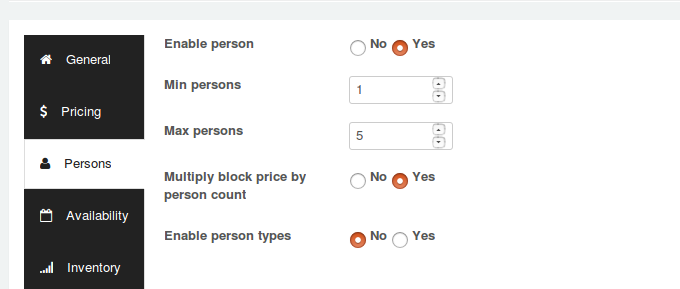 General
Pricing
Persons
Availability
Inventory
Enable person
No Yes
Min persons
1
Max persons
5
Multiply block price by
person count
No Yes
Enable person types
No Yes